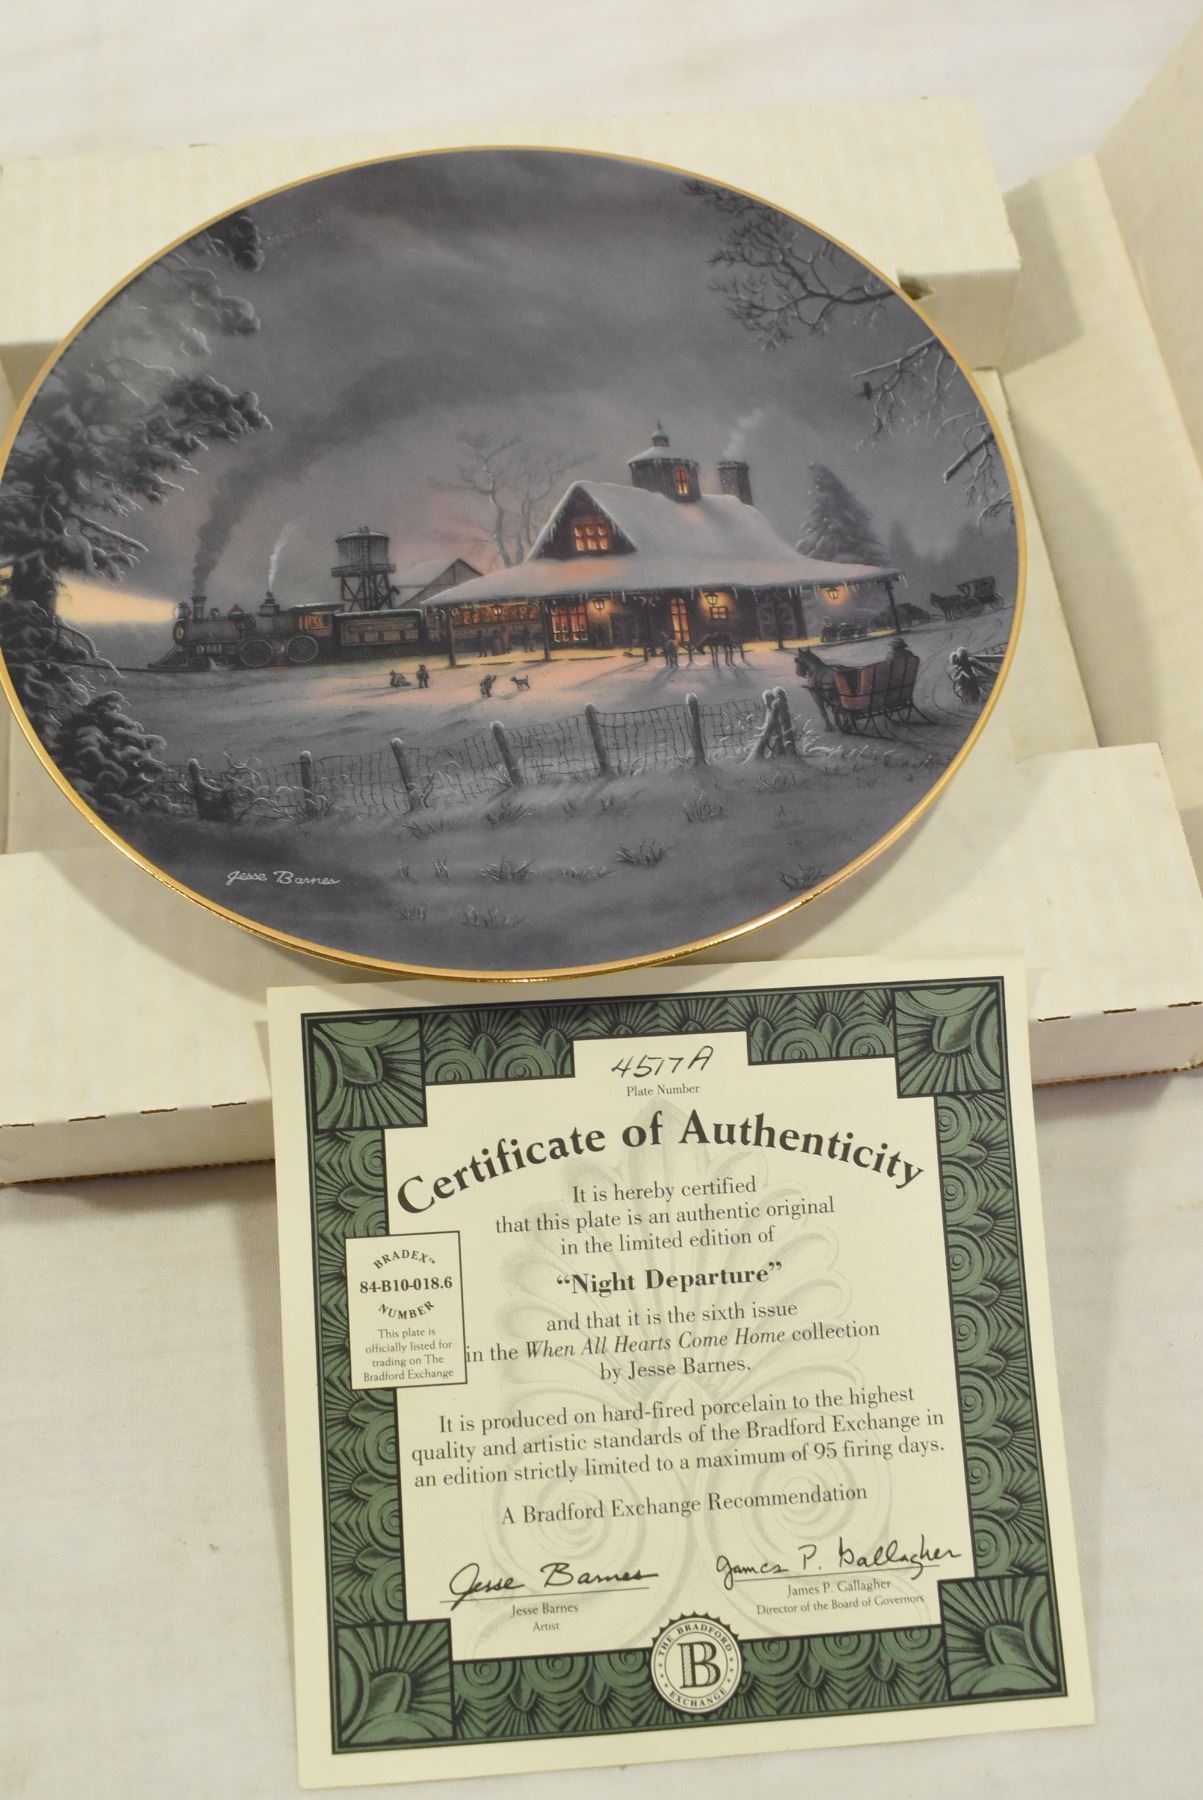 Jesse Barnes
4577A
Plate Number
Certificate of Authenticity
It is hereby certified
that this plate is an authentic original
in the limited edition of
“Night Departure”
and that it is the sixth issue
in the When All Hearts Come Home collection
by Jesse Barnes.
BRADEX™
84-B10-018.6
NUMBER
This plate is
officially listed for
trading on The
Bradford Exchange
It is produced on hard-fired porcelain to the highest
quality and artistic standards of the Bradford Exchange in
an edition strictly limited to a maximum of 95 firing days.
A Bradford Exchange Recommendation
Jesse Barnes
Jesse Barnes
Artist
James P. Gallagher
James P. Gallagher
Director of the Board of Governors
THE BRADFORD
B
EXCHANGE